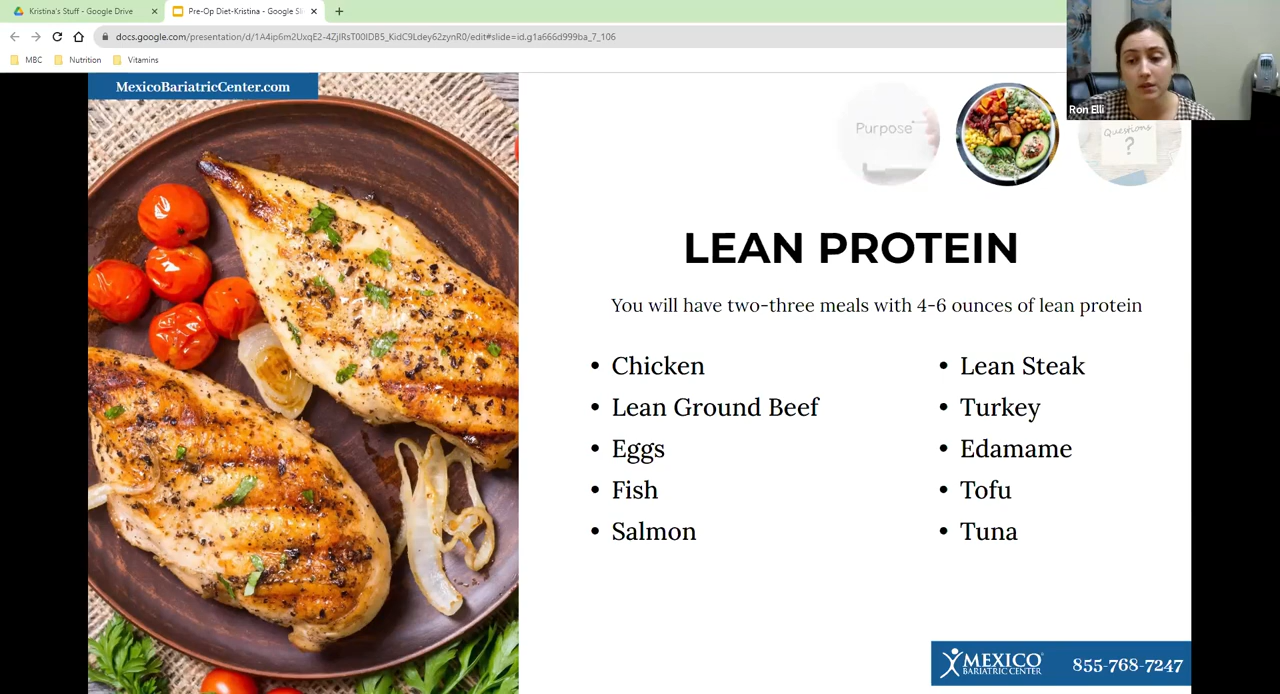 Kristina's Stuff - Google Drive
Pre-Op Diet-Kristina - Google Sli
docs.google.com/presentation/d/1A4ip6m2UxqE2-4ZjIRsT00IDB5_KidC9Ldey62zynR0/edit#slide=id.g1a666d999ba_7_106
MBC
Nutrition
Vitamins
MexicoBariatricCenter.com
Ron Elli
Purpose
Questions
?
LEAN PROTEIN
You will have two-three meals with 4-6 ounces of lean protein
• Chicken
• Lean Ground Beef
• Eggs
• Fish
• Salmon
• Lean Steak
• Turkey
• Edamame
• Tofu
• Tuna
MEXICO
BARIATRIC CENTER
855-768-7247